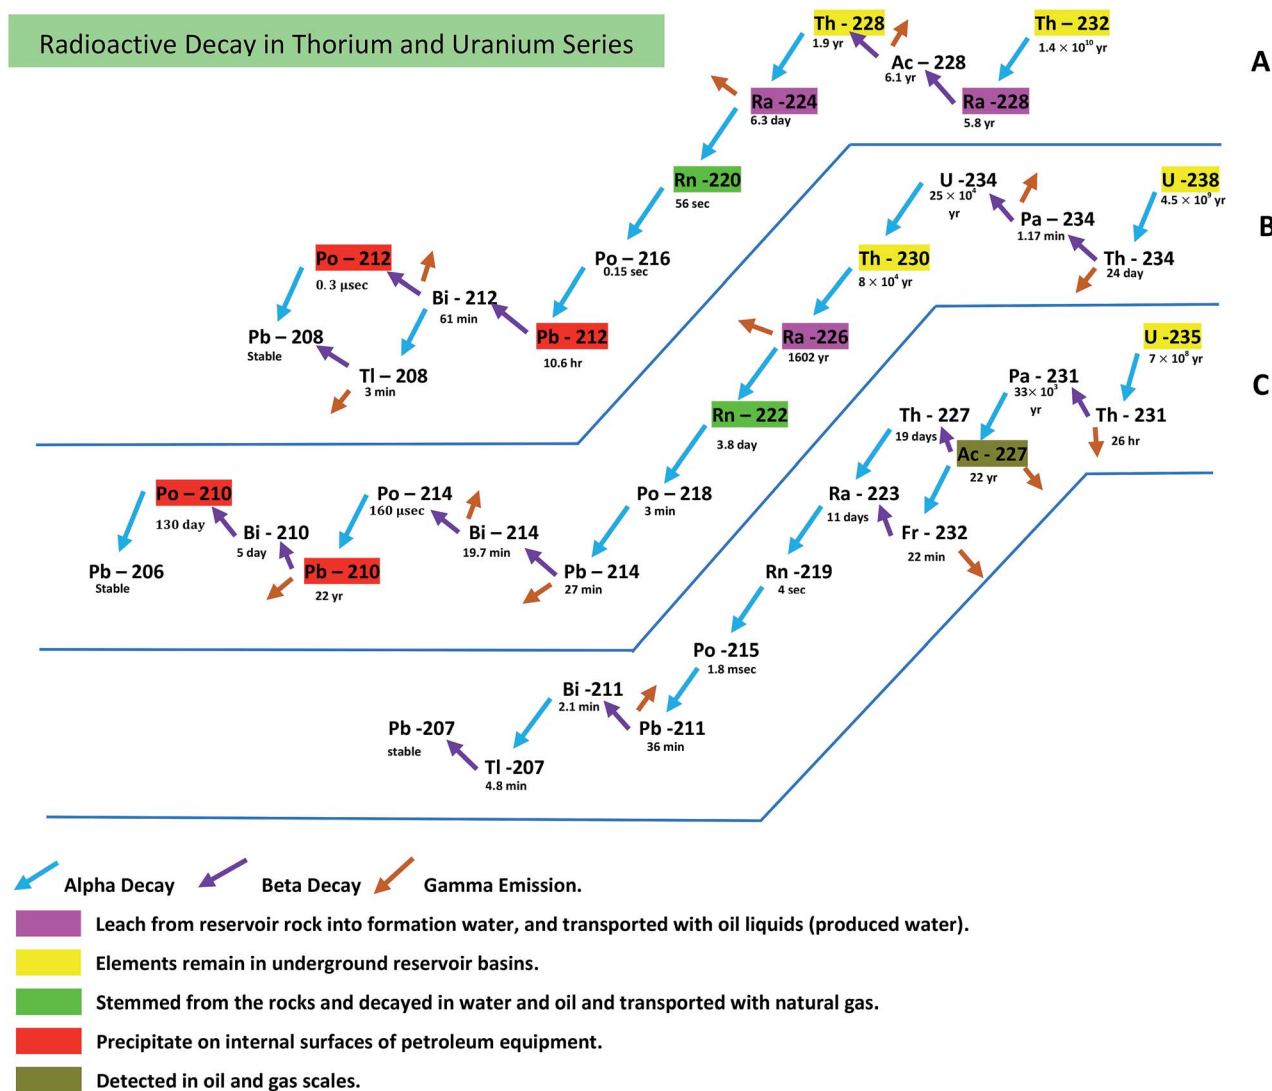 Radioactive Decay in Thorium and Uranium Series
Th - 228
1.9 yr
Th – 232
1.4 × 10¹⁰ yr
A
Ac – 228
6.1 yr
Ra -224
6.3 day
Ra -228
5.8 yr
Rn -220
56 sec
Po – 216
0.15 sec
Po – 212
0.3 μsec
Bi - 212
61 min
Pb - 212
10.6 hr
Pb – 208
Stable
Tl – 208
3 min
U -234
25 × 10⁴
yr
U -238
4.5 × 10⁹ yr
B
Pa – 234
1.17 min
Th - 234
24 day
Th - 230
8 × 10⁴ yr
Ra -226
1602 yr
Rn – 222
3.8 day
Po – 218
3 min
Po – 210
130 day
Po – 214
160 μsec
Bi - 210
5 day
Bi – 214
19.7 min
Pb – 206
Stable
Pb – 210
22 yr
Pb – 214
27 min
U -235
7 × 10⁸ yr
C
Pa - 231
33× 10³
yr
Th - 231
26 hr
Th - 227
19 days
Ac - 227
22 yr
Ra - 223
11 days
Fr - 232
22 min
Rn -219
4 sec
Po -215
1.8 msec
Bi -211
2.1 min
Pb -211
36 min
Pb -207
stable
Tl -207
4.8 min
Alpha Decay
Beta Decay
Gamma Emission.
Leach from reservoir rock into formation water, and transported with oil liquids (produced water).
Elements remain in underground reservoir basins.
Stemmed from the rocks and decayed in water and oil and transported with natural gas.
Precipitate on internal surfaces of petroleum equipment.
Detected in oil and gas scales.